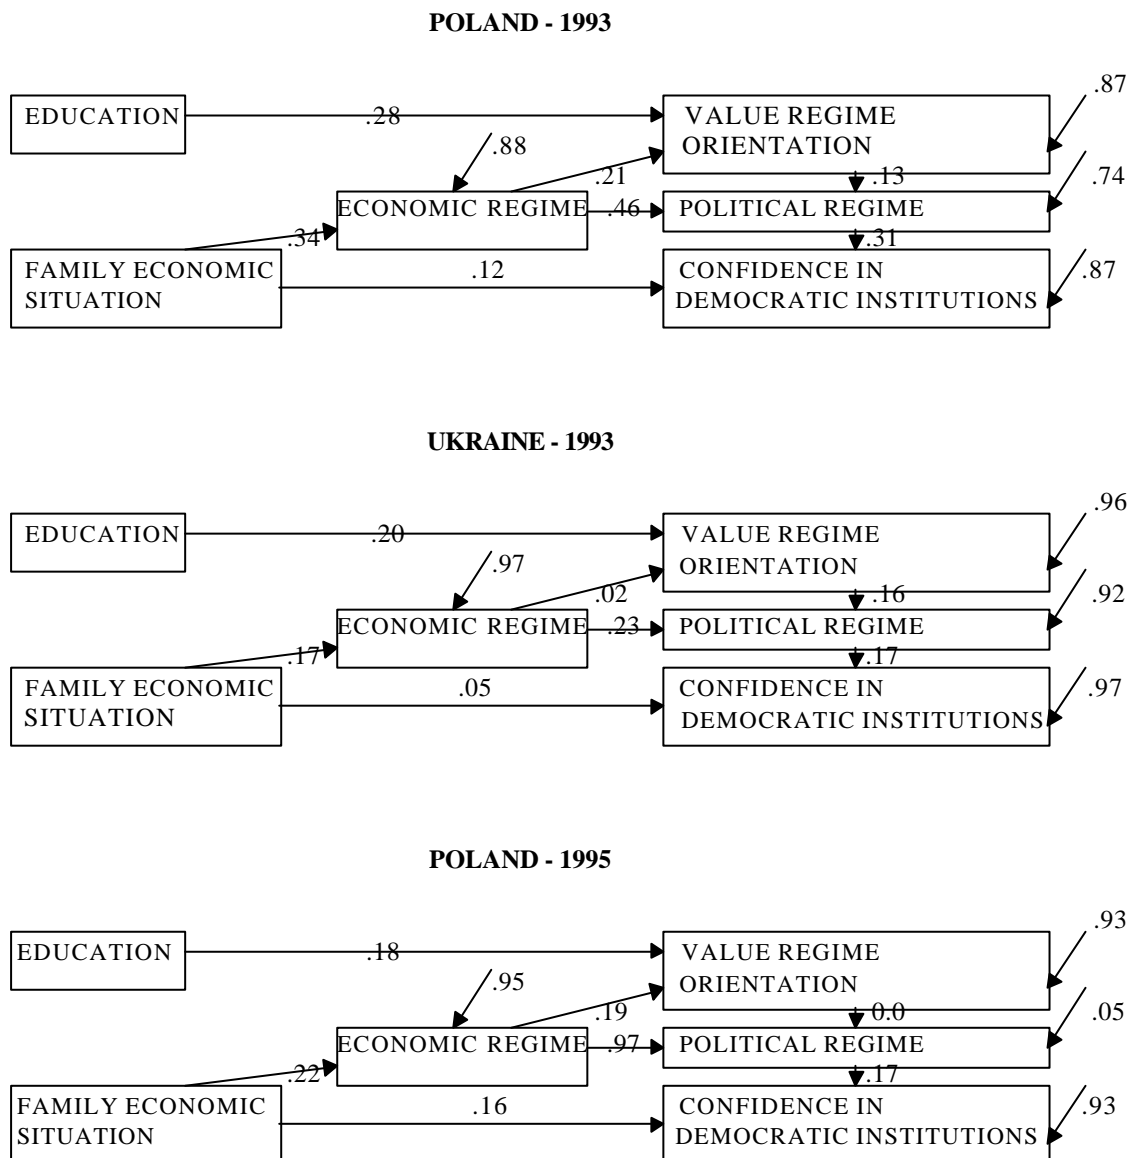 POLAND - 1993
.87
EDUCATION
.28
VALUE REGIME
ORIENTATION
.88
.21
.13
.74
ECONOMIC REGIME
.46
POLITICAL REGIME
.34
.31
FAMILY ECONOMIC
SITUATION
.12
CONFIDENCE IN
DEMOCRATIC INSTITUTIONS
.87
UKRAINE - 1993
.96
EDUCATION
.20
VALUE REGIME
ORIENTATION
.97
.02
.16
.92
ECONOMIC REGIME
.23
POLITICAL REGIME
.17
.17
FAMILY ECONOMIC
SITUATION
.05
CONFIDENCE IN
DEMOCRATIC INSTITUTIONS
.97
POLAND - 1995
.93
EDUCATION
.18
VALUE REGIME
ORIENTATION
.95
.19
0.0
.05
ECONOMIC REGIME
.97
POLITICAL REGIME
.22
.17
FAMILY ECONOMIC
SITUATION
.16
CONFIDENCE IN
DEMOCRATIC INSTITUTIONS
.93